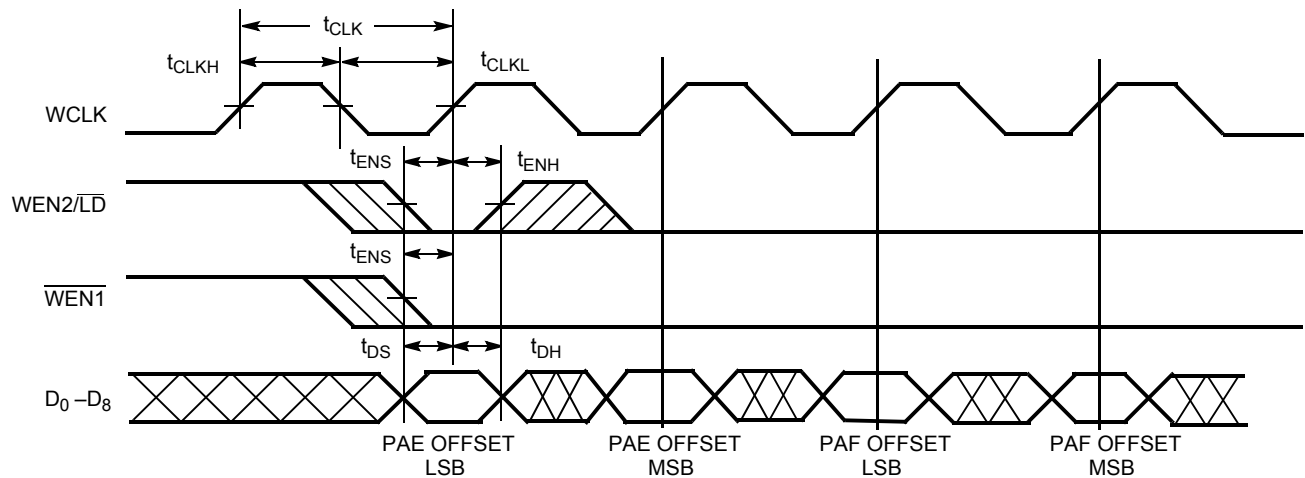 tCLK
tCLKH
tCLKL
WCLK
tENS
tENH
WEN2/LD
tENS
WEN1
tDS
tDH
D0 –D8
PAE OFFSET
LSB
PAE OFFSET
MSB
PAF OFFSET
LSB
PAF OFFSET
MSB